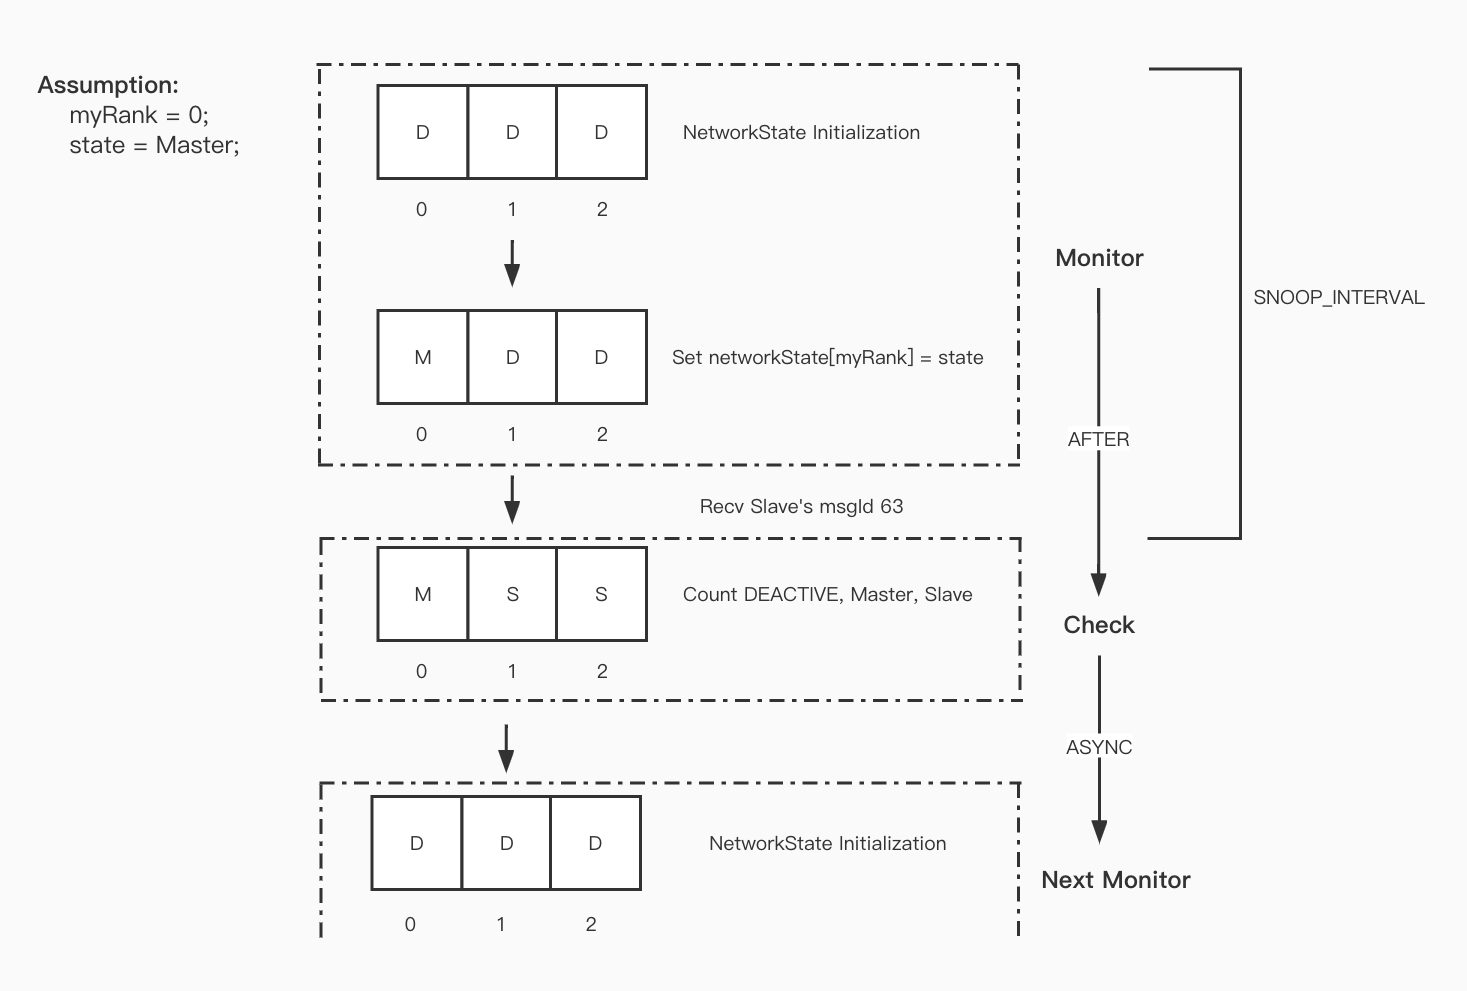 Assumption:
myRank = 0;
state = Master;
D D D
NetworkState Initialization
0 1 2
Monitor
SNOOP_INTERVAL
M D D
Set networkState[myRank] = state
0 1 2
AFTER
Recv Slave's msgId 63
M S S
Count DEACTIVE, Master, Slave
Check
0 1 2
ASYNC
D D D
NetworkState Initialization
Next Monitor
0 1 2